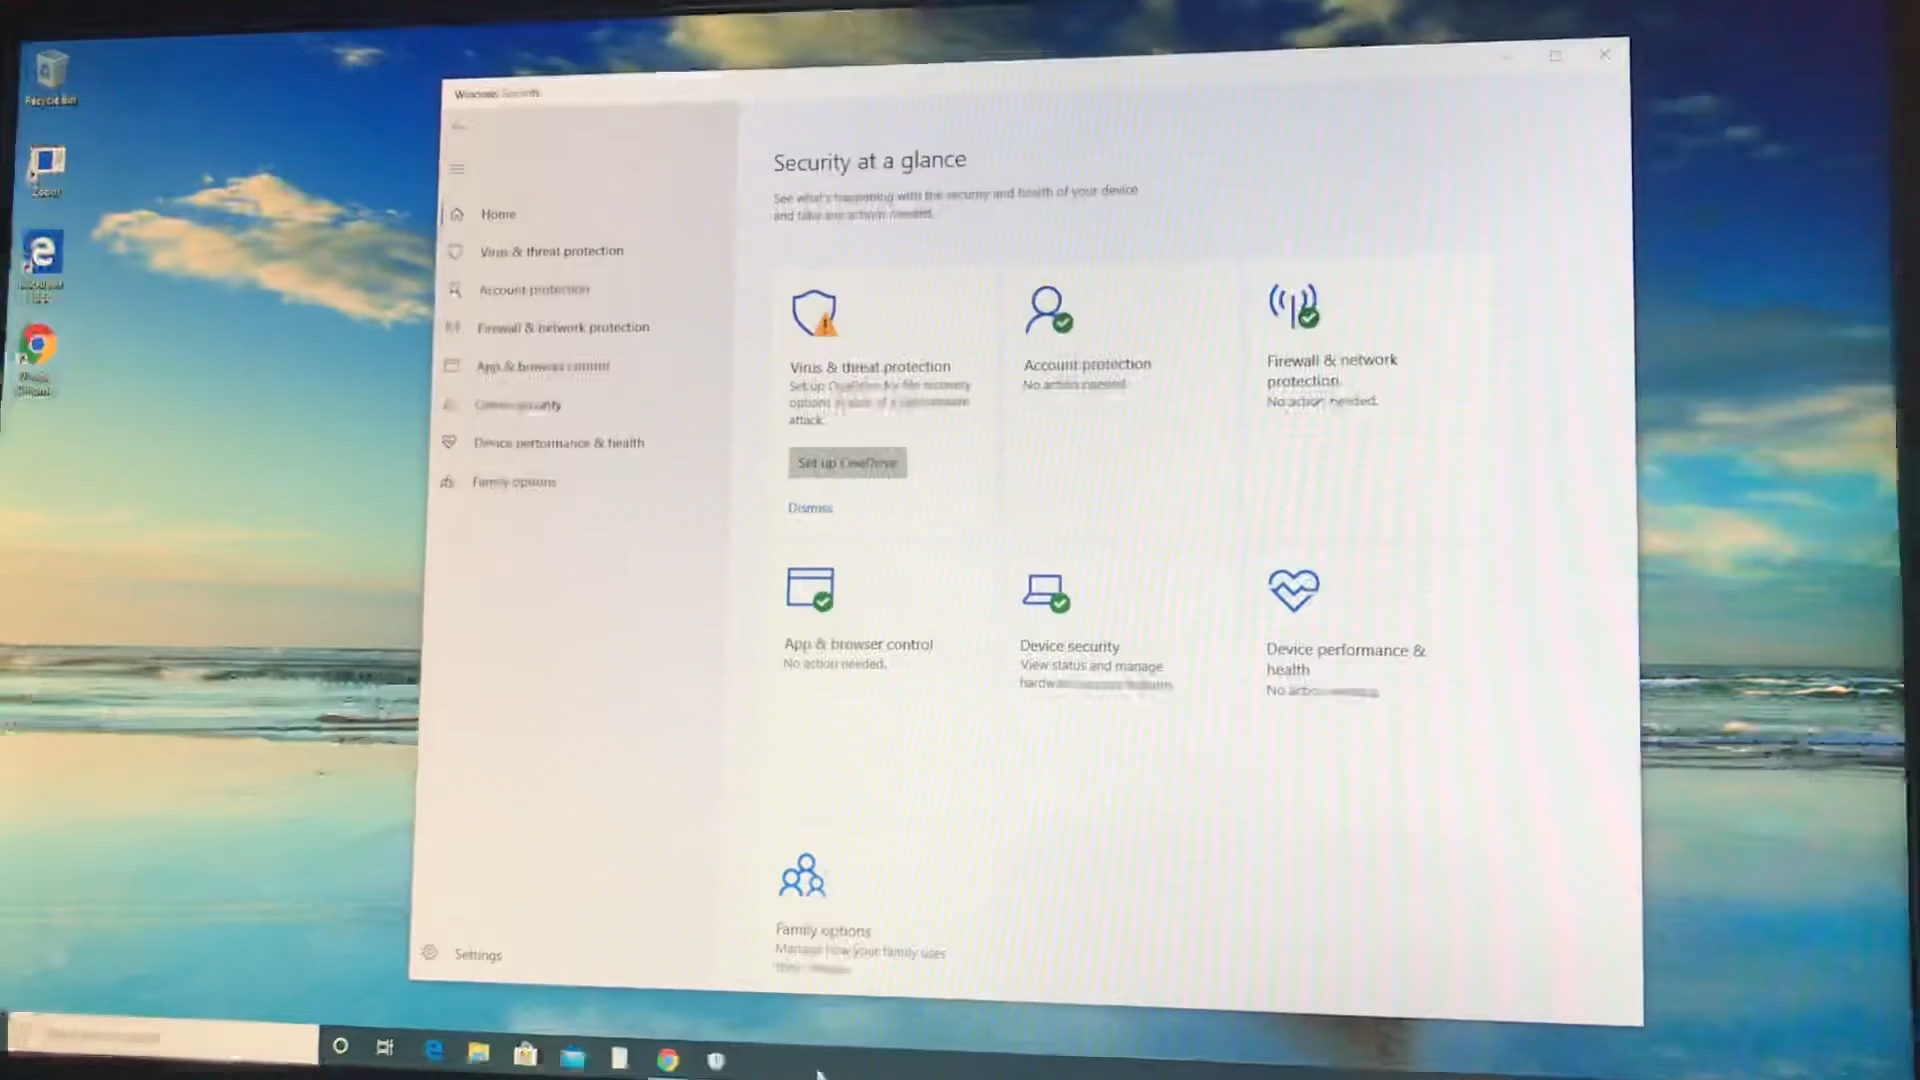 Recycle Bin
Windows Security
Security at a glance
See what's happening with the security and health of your device
and take any actions needed.
Home
Virus & threat protection
Account protection
Firewall & network protection
App & browser control
Device security
Device performance & health
Family options
Settings
Virus & threat protection
Set up OneDrive for file recovery
options in case of a ransomware
attack.
Set up OneDrive
Dismiss
Account protection
No action needed.
Firewall & network
protection
No action needed.
App & browser control
No action needed.
Device security
View status and manage
Device performance &
health
No action
Family options
Manage how your family uses